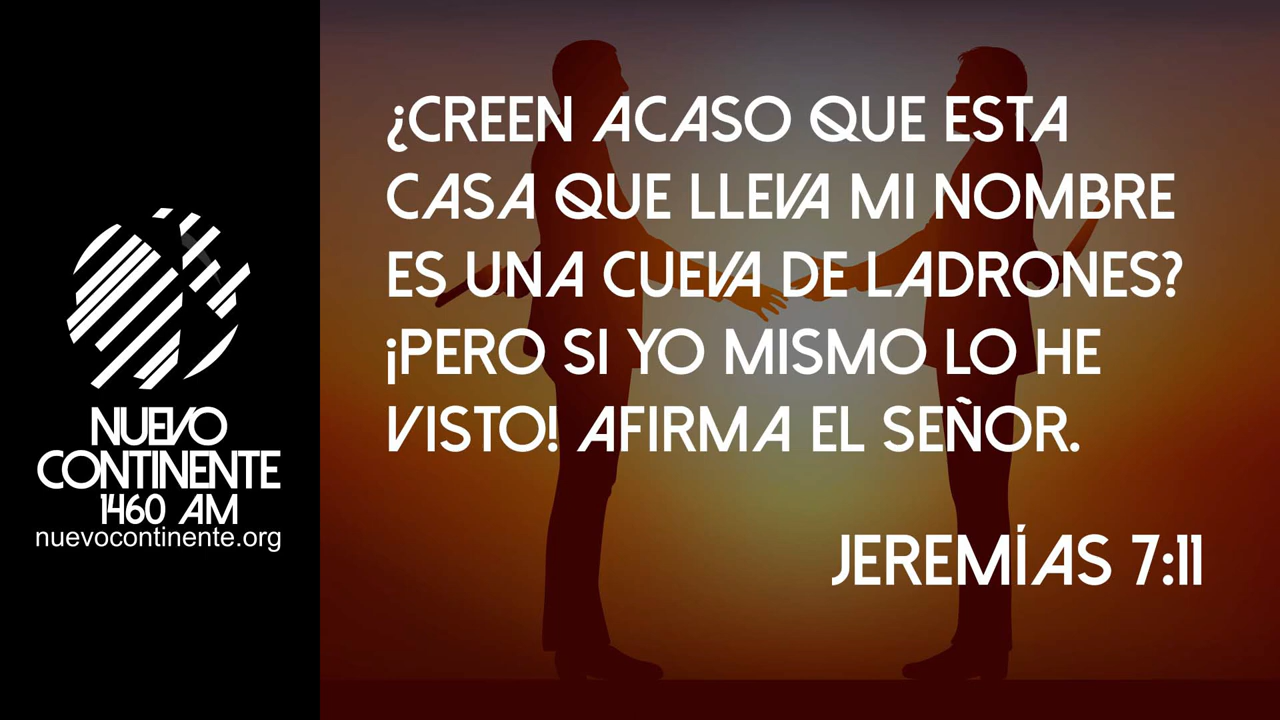 NUEVO
CONTINENTE
1460 AM
nuevocontinente.org
¿CREEN ACASO QUE ESTA
CASA QUE LLEVA MI NOMBRE
ES UNA CUEVA DE LADRONES?
¡PERO SI YO MISMO LO HE
VISTO! AFIRMA EL SEÑOR.
JEREMÍAS 7:11